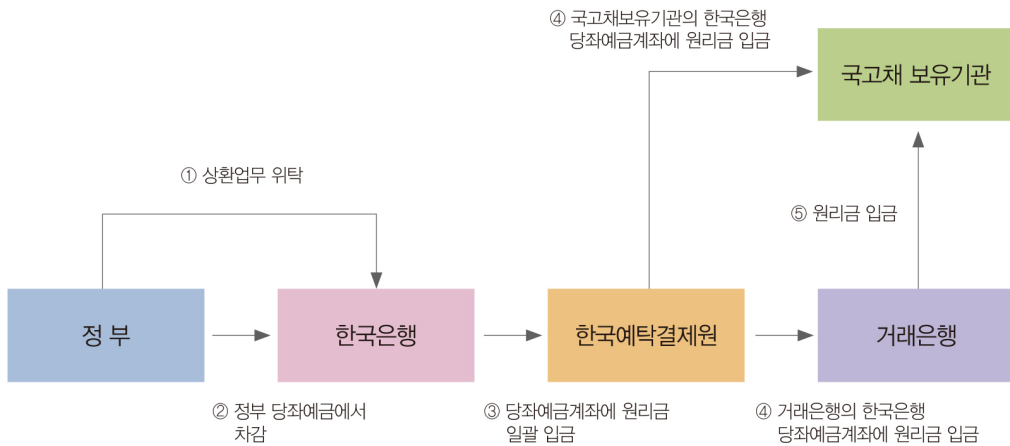 ④ 국고채보유기관의 한국은행
당좌예금계좌에 원리금 입금
국고채 보유기관
① 상환업무 위탁
⑤ 원리금 입금
정 부
한국은행
한국예탁결제원
거래은행
② 정부 당좌예금에서
차감
③ 당좌예금계좌에 원리금
일괄 입금
④ 거래은행의 한국은행
당좌예금계좌에 원리금 입금